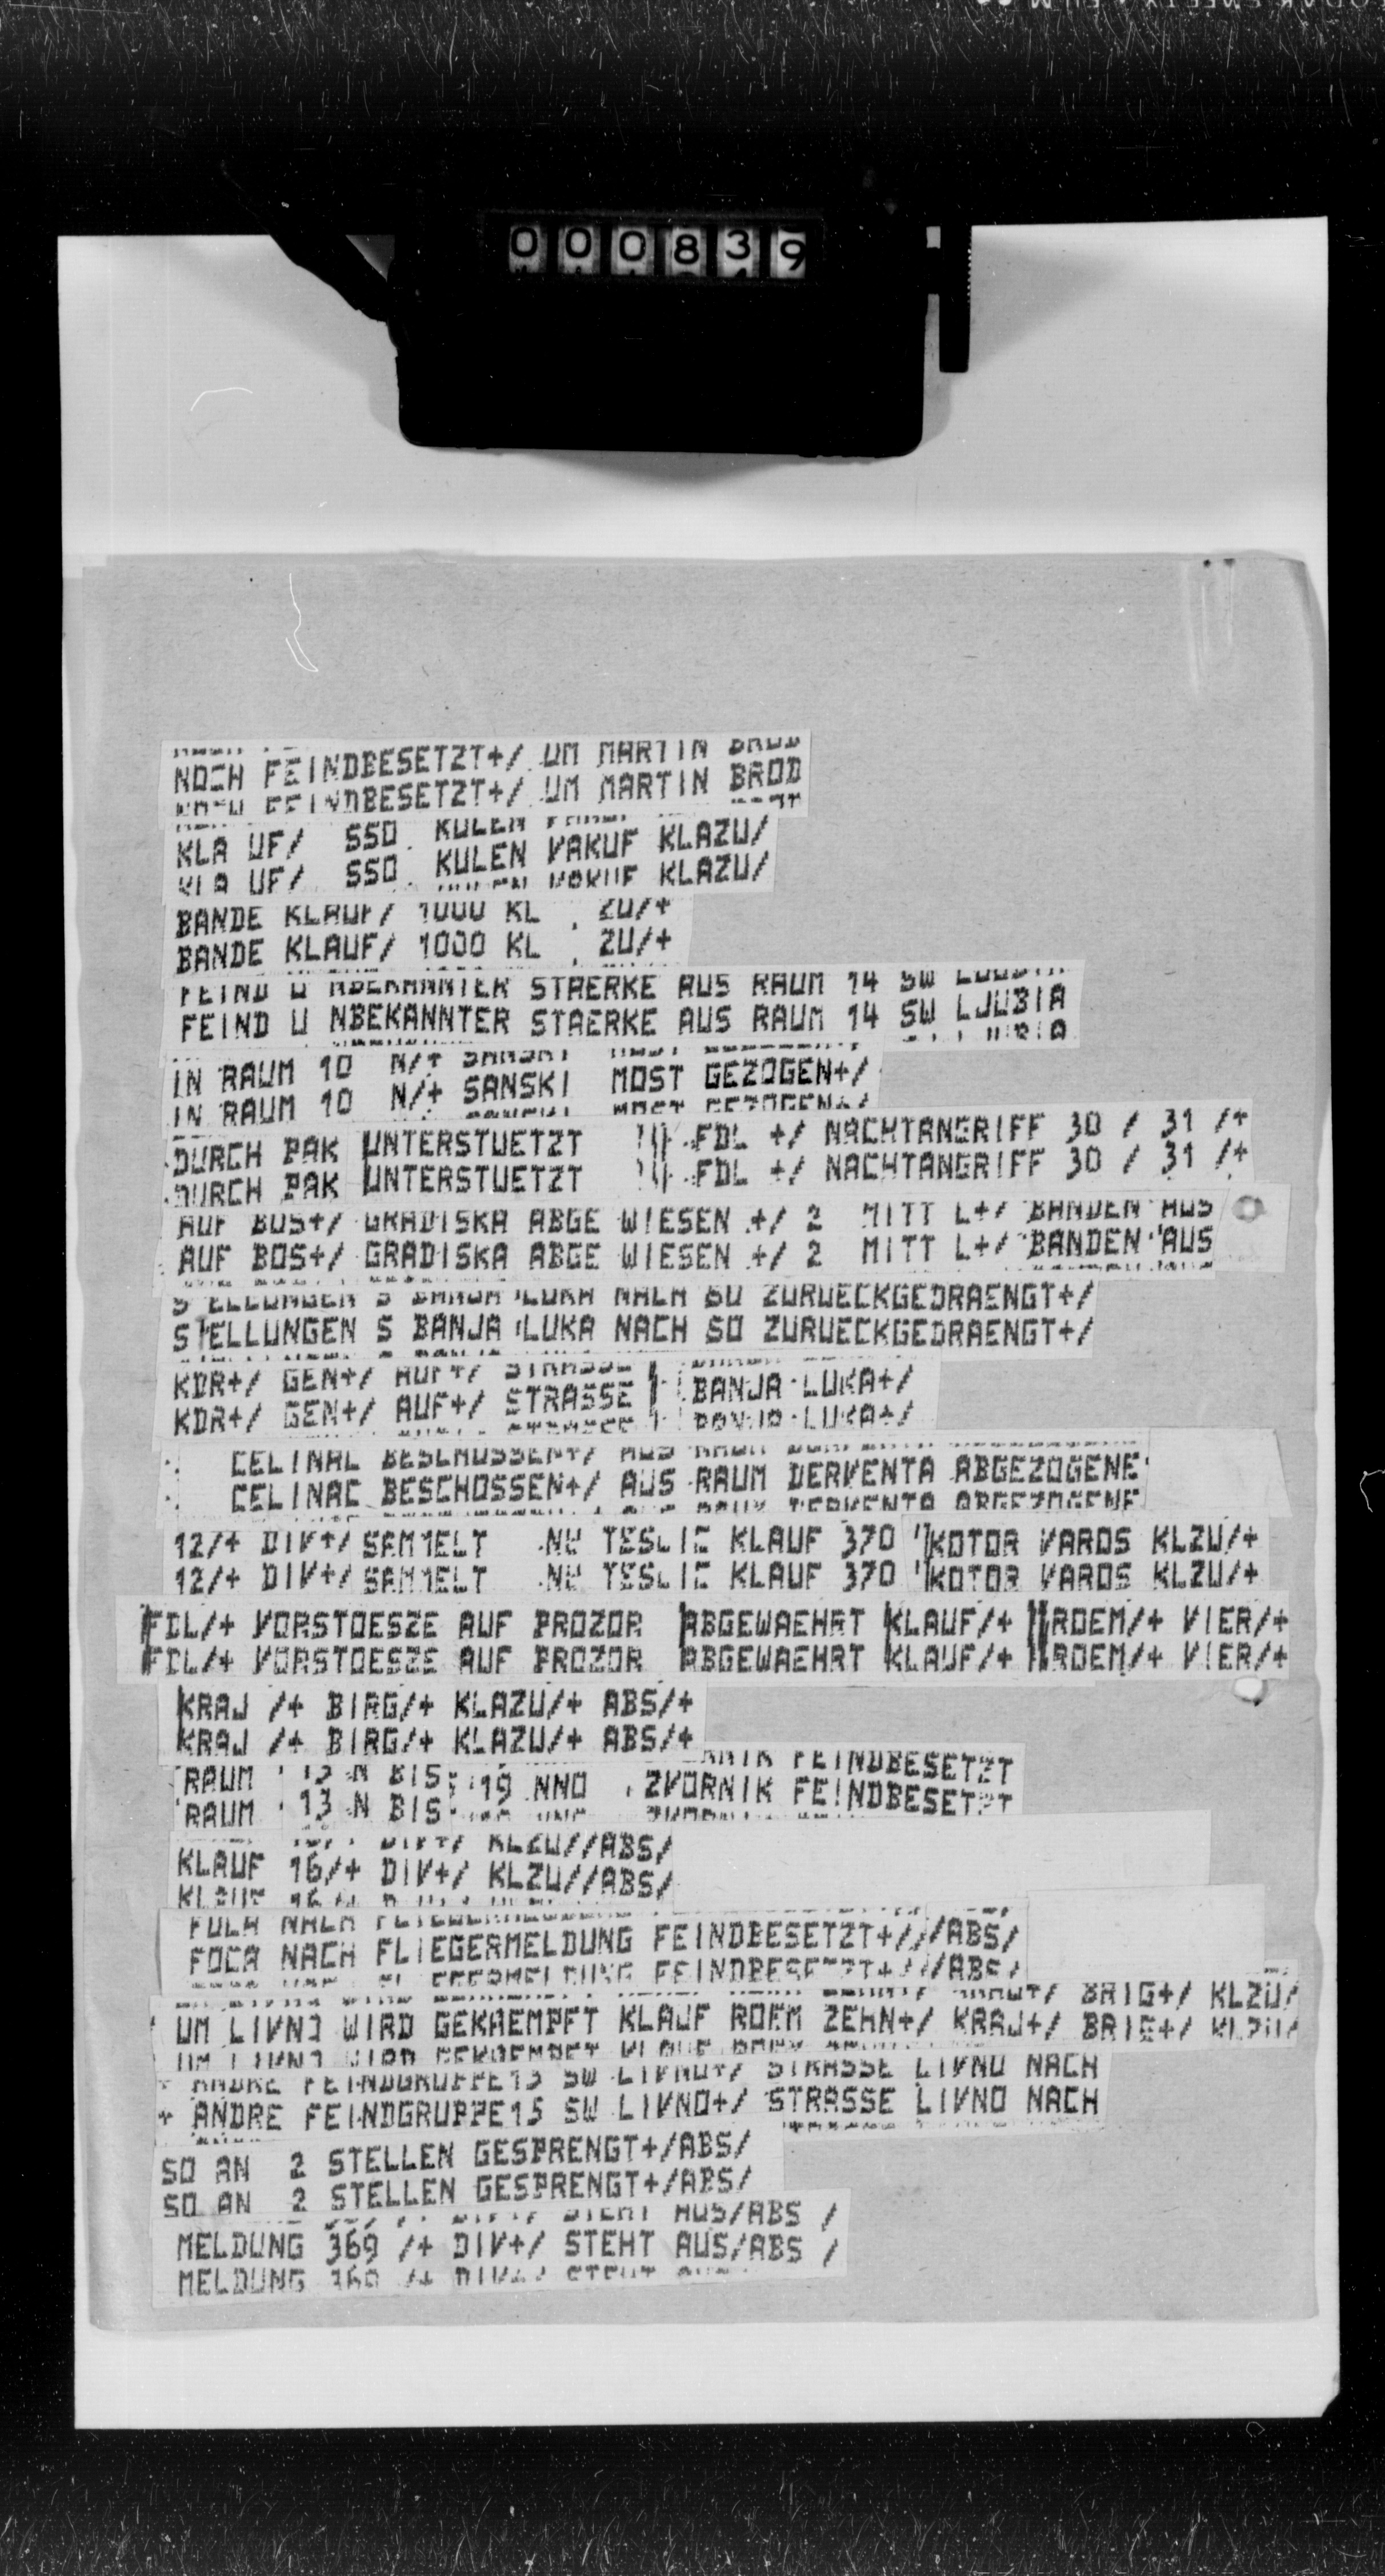 000839
NOCH FEINDBESETZT+/ UM MARTIN BROD
KLA UF/ SSO KULEN VAKUF KLAZU/
BANDE KLAUF/ 1000 KL ZU/+
FEIND U NBEKANNTER STAERKE AUS RAUM 14 SW LJUBIA
IN RAUM 10 N/+ SANSKI MOST GEZOGEN+/
DURCH PAK UNTERSTUETZT FDL +/ NACHTANGRIFF 30 / 31 /+
AUF BOS+/ GRADISKA ABGE WIESEN +/ 2 MITT L+/ BANDEN AUS
STELLUNGEN S BANJA LUKA NACH SO ZURUECKGEDRAENGT+/
KDR+/ GEN+/ AUF+/ STRASSE BANJA LUKA+/
CELINAC BESCHOSSEN+/ AUS RAUM DERVENTA ABGEZOGENE
12/+ DIV+/ SAMMELT NW TESLIC KLAUF 370 KOTOR VAROS KLZU/+
FDL/+ VORSTOESZE AUF PROZOR ABGEWAEHRT KLAUF/+ ROEM/+ VIER/+
KRAJ /+ BIRG/+ KLAZU/+ ABS/+
RAUM 13 N BIS 19 NNO ZVORNIK FEINDBESETZT
KLAUF 16/+ DIV+/ KLZU//ABS/
FOCA NACH FLIEGERMELDUNG FEINDBESETZT+///ABS/
UM LIVNO WIRD GEKAEMPFT KLAUF ROEM ZEHN+/ KRAJ+/ BRIG+/ KLZU/
+ ANDRE FEINDGRUPPE15 SW LIVNO+/ STRASSE LIVNO NACH
SO AN 2 STELLEN GESPRENGT+/ABS/
MELDUNG 369 /+ DIV+/ STEHT AUS/ABS /